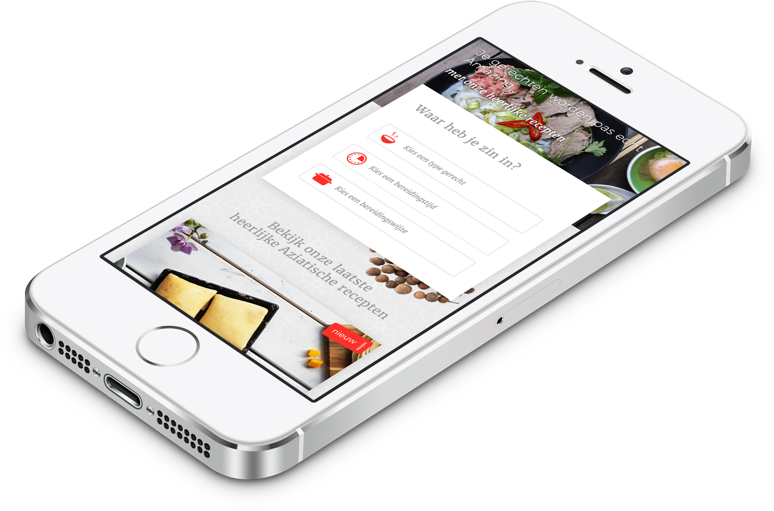 Je gerechten worden pas echt
Amazing
met onze heerlijke recepten
Waar heb je zin in?
Kies een type gerecht
Kies een bereidingstijd
Kies een bereidingswijze
Bekijk onze laatste
heerlijke Aziatische recepten
nieuw